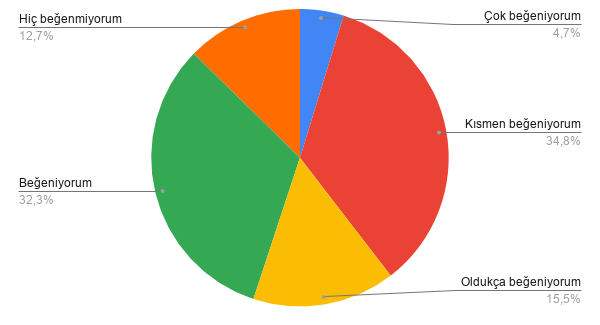 Hiç beğenmiyorum
12,7%
Çok beğeniyorum
4,7%
Kısmen beğeniyorum
34,8%
Beğeniyorum
32,3%
Oldukça beğeniyorum
15,5%